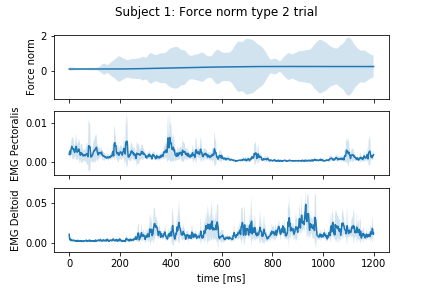 Subject 1: Force norm type 2 trial
Force norm
2
0
EMG Pectoralis
0.01
0.00
EMG Deltoid
0.05
0.00
0 200 400 600 800 1000 1200
time [ms]